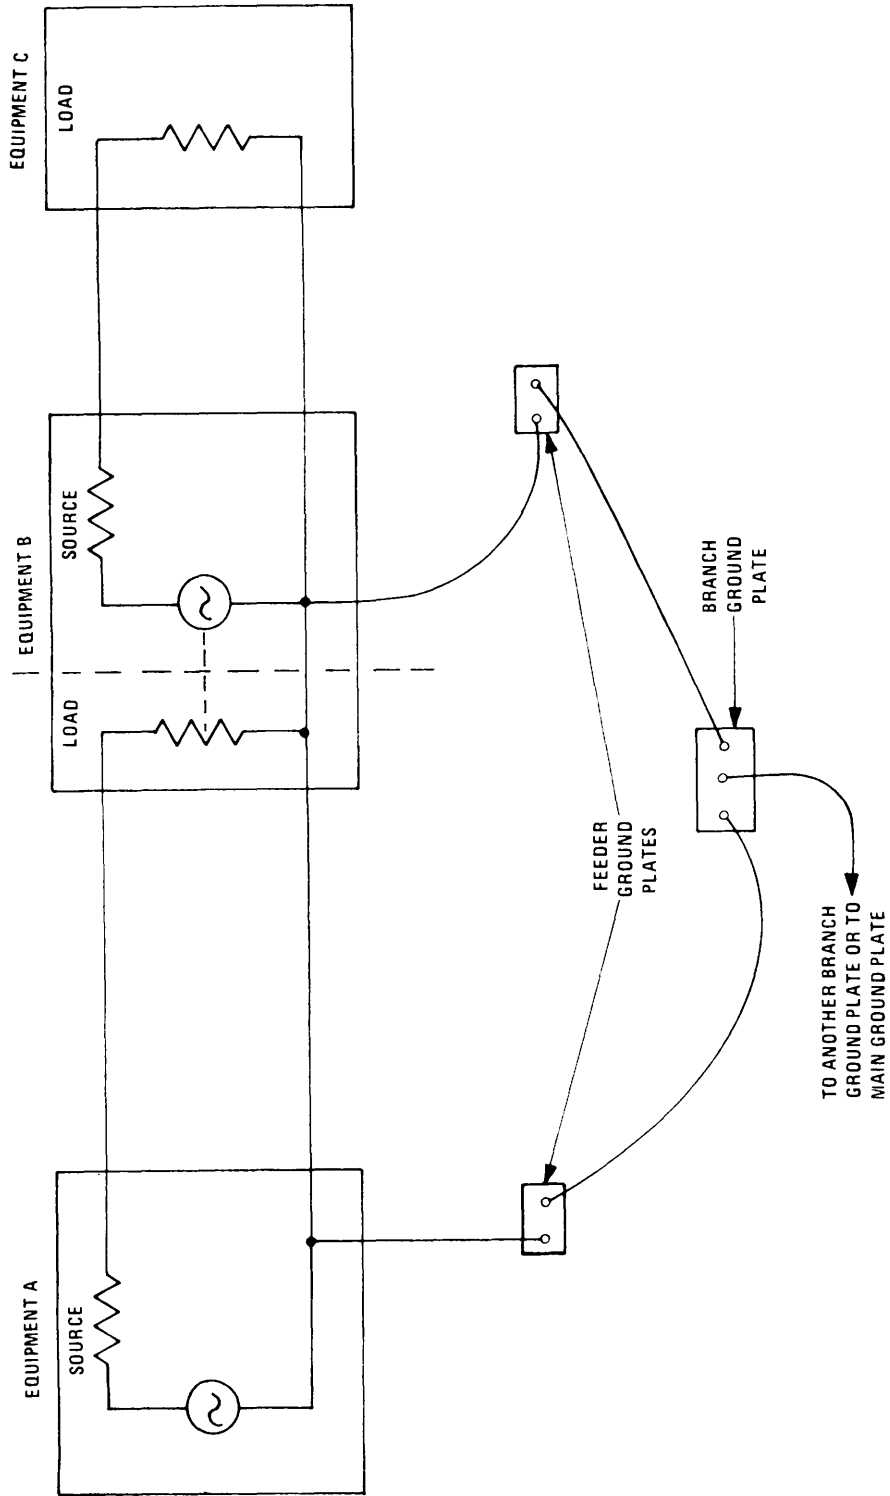 EQUIPMENT A
SOURCE
EQUIPMENT B
LOAD
SOURCE
EQUIPMENT C
LOAD
FEEDER
GROUND
PLATES
BRANCH
GROUND
PLATE
TO ANOTHER BRANCH
GROUND PLATE OR TO
MAIN GROUND PLATE